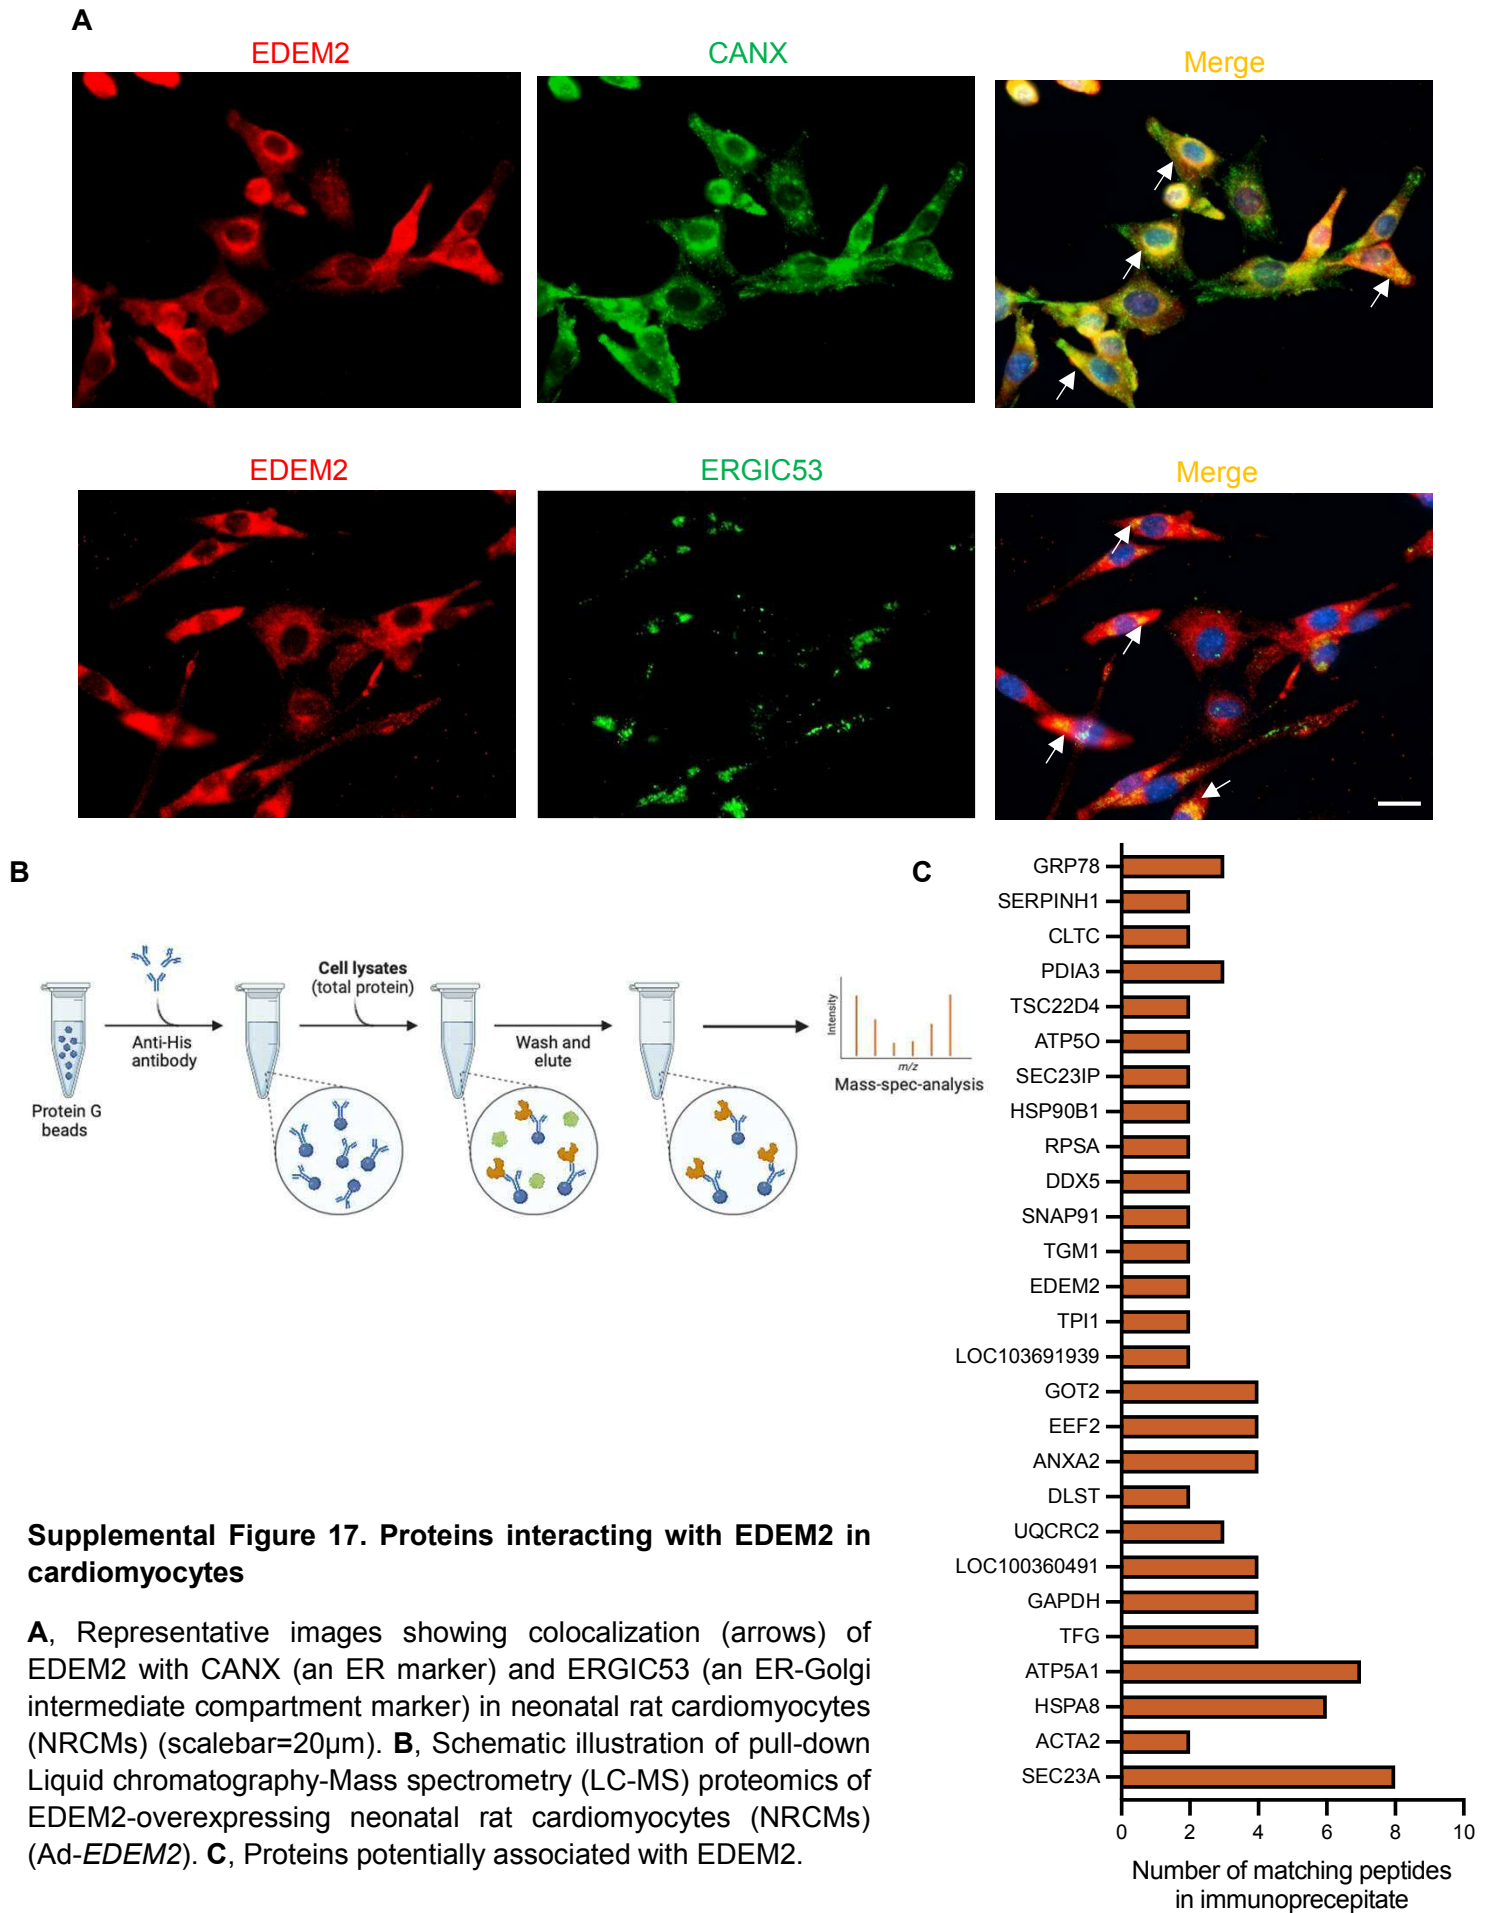 A
EDEM2
CANX
Merge
EDEM2
ERGIC53
Merge
B
Protein G
beads
Anti-His
antibody
Cell lysates
(total protein)
Wash and
elute
Intensity
m/z
Mass-spec-analysis
C
GRP78
SERPINH1
CLTC
PDIA3
TSC22D4
ATP5O
SEC23IP
HSP90B1
RPSA
DDX5
SNAP91
TGM1
EDEM2
TPI1
LOC103691939
GOT2
EEF2
ANXA2
DLST
UQCRC2
LOC100360491
GAPDH
TFG
ATP5A1
HSPA8
ACTA2
SEC23A
0 2 4 6 8 10
Number of matching peptides
in immunoprecepitate
Supplemental Figure 17. Proteins interacting with EDEM2 in
cardiomyocytes
A, Representative images showing colocalization (arrows) of
EDEM2 with CANX (an ER marker) and ERGIC53 (an ER-Golgi
intermediate compartment marker) in neonatal rat cardiomyocytes
(NRCMs) (scalebar=20µm). B, Schematic illustration of pull-down
Liquid chromatography-Mass spectrometry (LC-MS) proteomics of
EDEM2-overexpressing neonatal rat cardiomyocytes (NRCMs)
(Ad-EDEM2). C, Proteins potentially associated with EDEM2.